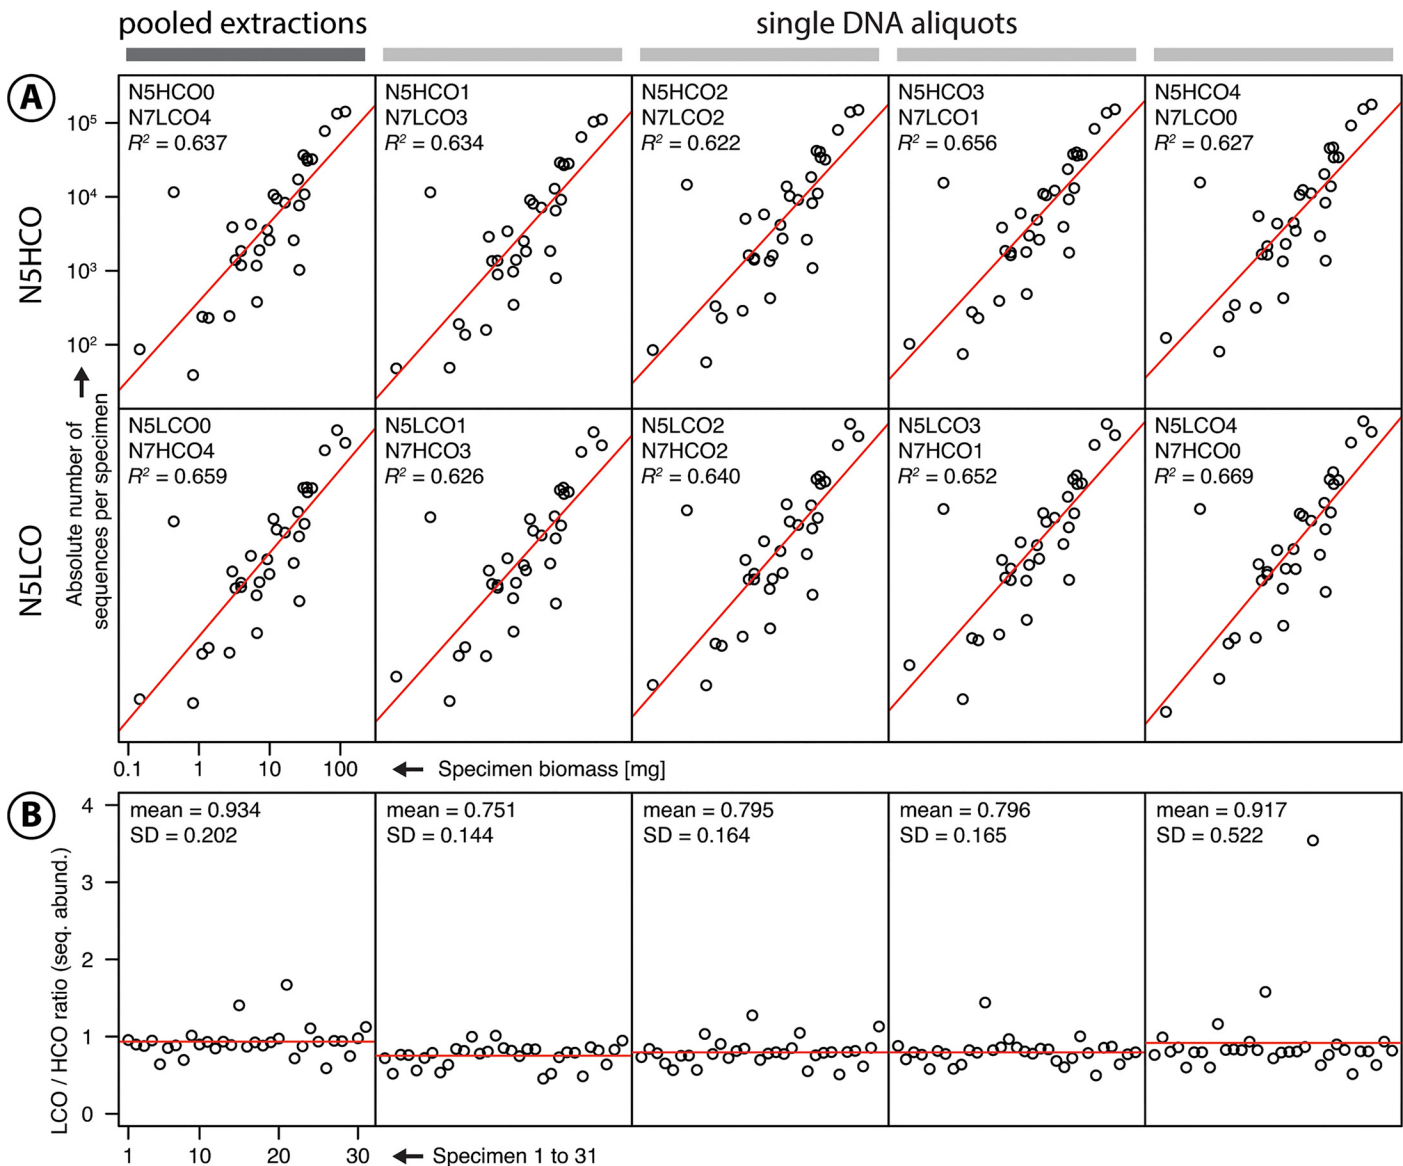 pooled extractions
single DNA aliquots
A
N5HCO0
N7LCO4
R² = 0.637
N5HCO1
N7LCO3
R² = 0.634
N5HCO2
N7LCO2
R² = 0.622
N5HCO3
N7LCO1
R² = 0.656
N5HCO4
N7LCO0
R² = 0.627
10⁵
10⁴
10³
10²
N5HCO
Absolute number of
sequences per specimen
N5LCO
N5LCO0
N7HCO4
R² = 0.659
N5LCO1
N7HCO3
R² = 0.626
N5LCO2
N7HCO2
R² = 0.640
N5LCO3
N7HCO1
R² = 0.652
N5LCO4
N7HCO0
R² = 0.669
0.1 1 10 100
Specimen biomass [mg]
B
mean = 0.934
SD = 0.202
mean = 0.751
SD = 0.144
mean = 0.795
SD = 0.164
mean = 0.796
SD = 0.165
mean = 0.917
SD = 0.522
4
3
2
1
0
LCO / HCO ratio (seq. abund.)
1 10 20 30
Specimen 1 to 31